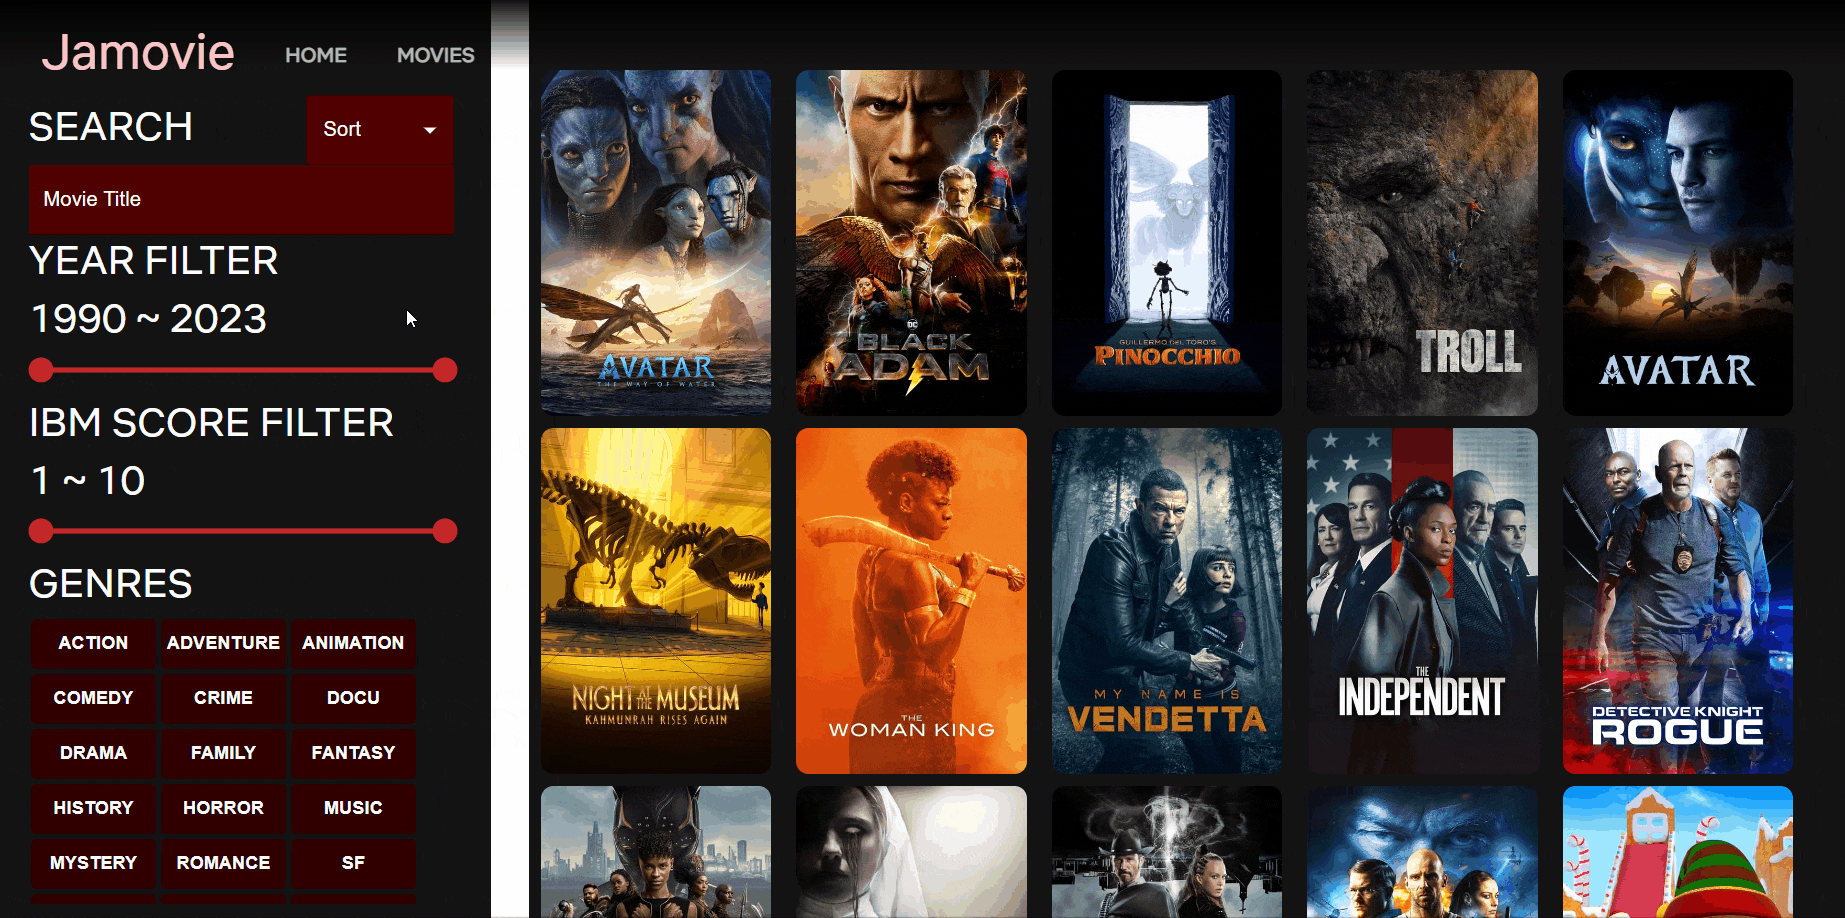 Jamovie HOME MOVIES
SEARCH
Sort
Movie Title
YEAR FILTER
1990 ~ 2023
IBM SCORE FILTER
1 ~ 10
GENRES
ACTION ADVENTURE ANIMATION
COMEDY CRIME DOCU
DRAMA FAMILY FANTASY
HISTORY HORROR MUSIC
MYSTERY ROMANCE SF
AVATAR
THE WAY OF WATER
DC
BLACK
ADAM
GUILLERMO DEL TORO'S
PINOCCHIO
TROLL
AVATAR
NIGHT AT THE MUSEUM
KAHMUNRAH RISES AGAIN
THE
WOMAN KING
MY NAME IS
VENDETTA
THE
INDEPENDENT
DETECTIVE KNIGHT
ROGUE